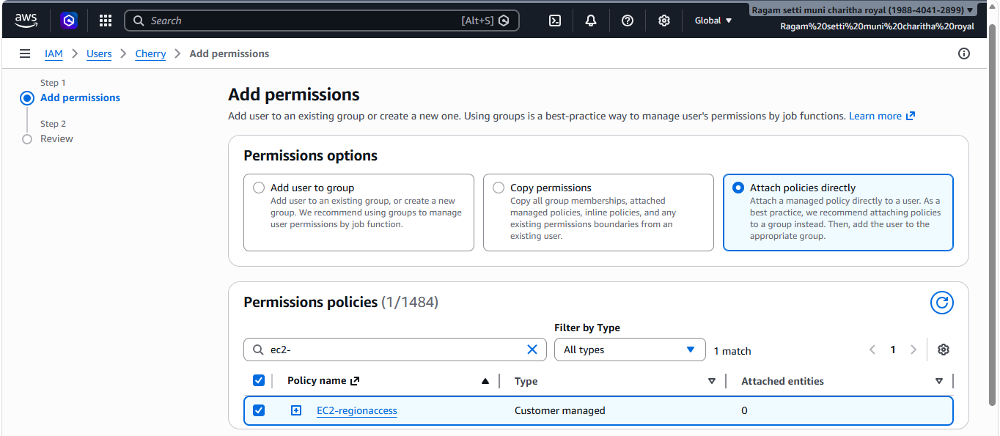 aws
Search
[Alt+S]
Global
Ragam setti muni charitha royal (1988-4041-2899)
Ragam%20setti%20muni%20charitha%20royal
IAM
Users
Cherry
Add permissions
Step 1
Add permissions
Step 2
Review
Add permissions
Add user to an existing group or create a new one. Using groups is a best-practice way to manage user's permissions by job functions. Learn more
Permissions options
Add user to group
Add user to an existing group, or create a new
group. We recommend using groups to manage
user permissions by job function.
Copy permissions
Copy all group memberships, attached
managed policies, inline policies, and any
existing permissions boundaries from an
existing user.
Attach policies directly
Attach a managed policy directly to a user. As a
best practice, we recommend attaching policies
to a group instead. Then, add the user to the
appropriate group.
Permissions policies (1/1484)
Filter by Type
ec2-
All types
1 match
1
Policy name
Type
Attached entities
EC2-regionaccess
Customer managed
0